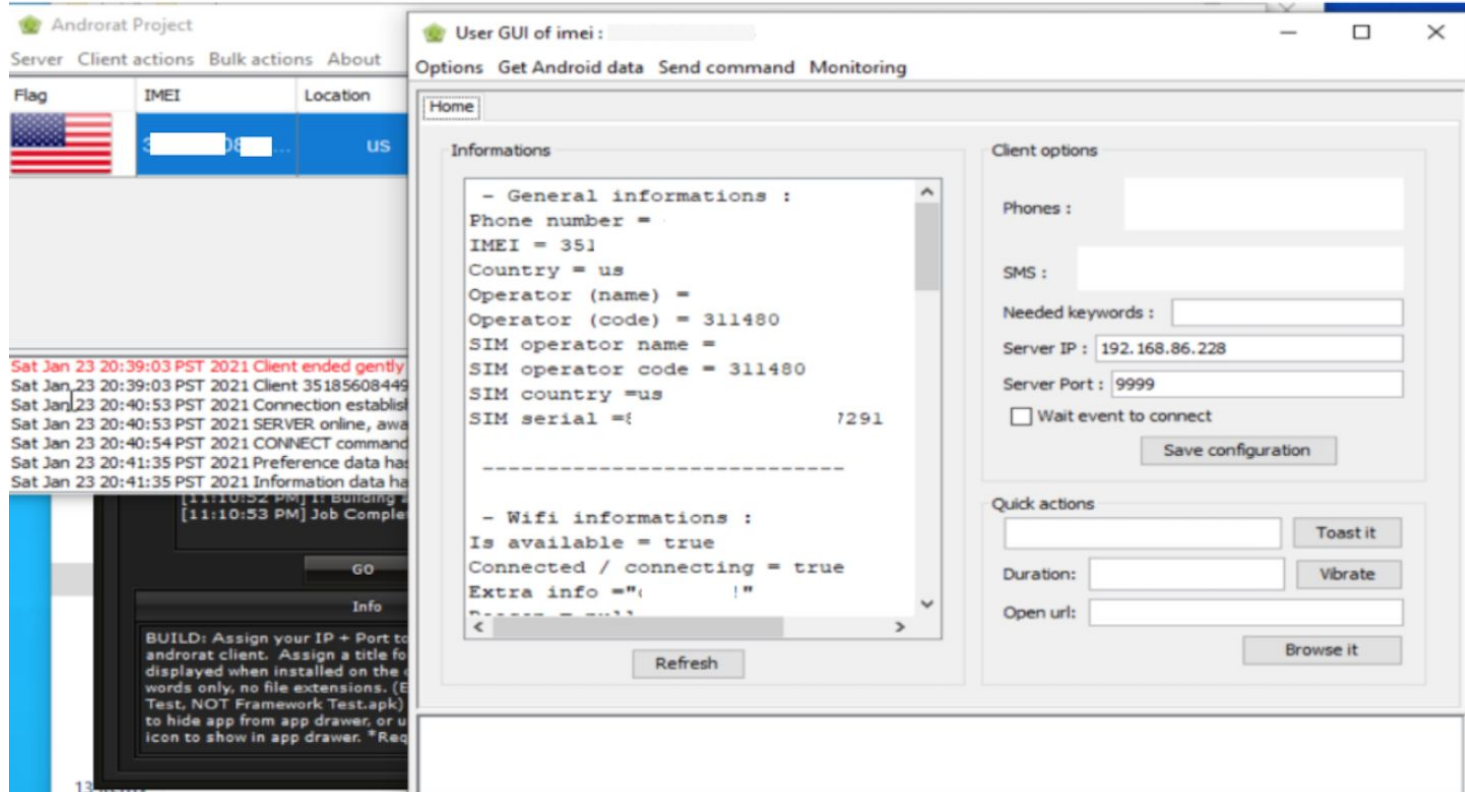 Androrat Project
Server Client actions Bulk actions About
Flag IMEI Location
us
Sat Jan 23 20:39:03 PST 2021 Client ended gently
Sat Jan 23 20:39:03 PST 2021 Client 35185608449
Sat Jan 23 20:40:53 PST 2021 Connection establis
Sat Jan 23 20:40:53 PST 2021 SERVER online, awa
Sat Jan 23 20:40:54 PST 2021 CONNECT command
Sat Jan 23 20:41:35 PST 2021 Preference data has
Sat Jan 23 20:41:35 PST 2021 Information data ha
[11:10:52 PM] I: Building
[11:10:53 PM] Job Comple
GO
Info
BUILD: Assign your IP + Port to
androrat client. Assign a title fo
displayed when installed on the
words only, no file extensions. (E
Test, NOT Framework Test.apk)
to hide app from app drawer, or u
icon to show in app drawer. *Req
User GUI of imei :
Options Get Android data Send command Monitoring
Home
Informations
- General informations :
Phone number =
IMEI = 351
Country = us
Operator (name) =
Operator (code) = 311480
SIM operator name =
SIM operator code = 311480
SIM country =us
SIM serial = 7291
-----------------------------
- Wifi informations :
Is available = true
Connected / connecting = true
Extra info ="
Refresh
Client options
Phones :
SMS :
Needed keywords :
Server IP : 192.168.86.228
Server Port : 9999
Wait event to connect
Save configuration
Quick actions
Toast it
Duration: Vibrate
Open url:
Browse it